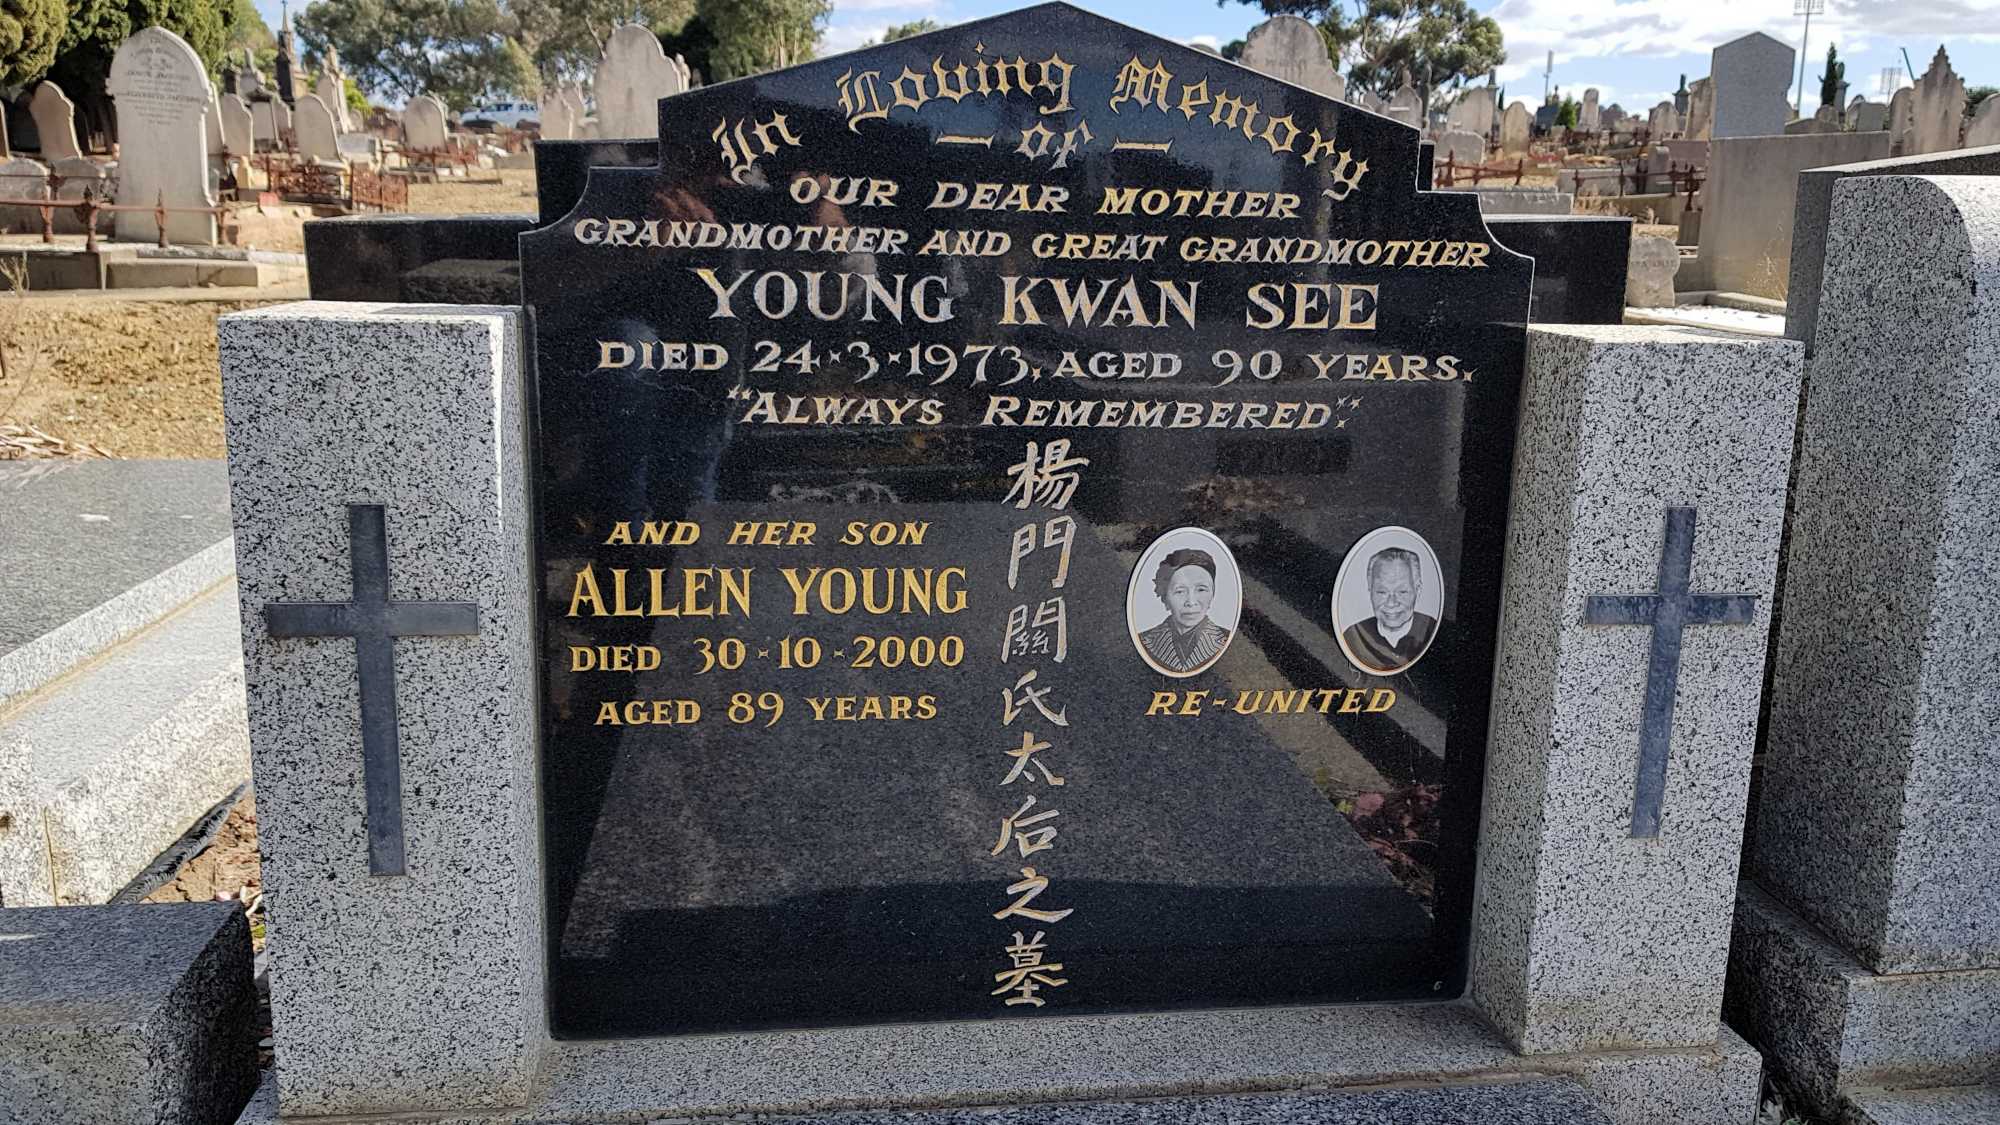 In Loving Memory
— of —
OUR DEAR MOTHER
GRANDMOTHER AND GREAT GRANDMOTHER
YOUNG KWAN SEE
DIED 24·3·1973, AGED 90 YEARS.
"ALWAYS REMEMBERED."
AND HER SON
ALLEN YOUNG
DIED 30·10·2000
AGED 89 YEARS
楊門關氏太后之墓
RE-UNITED